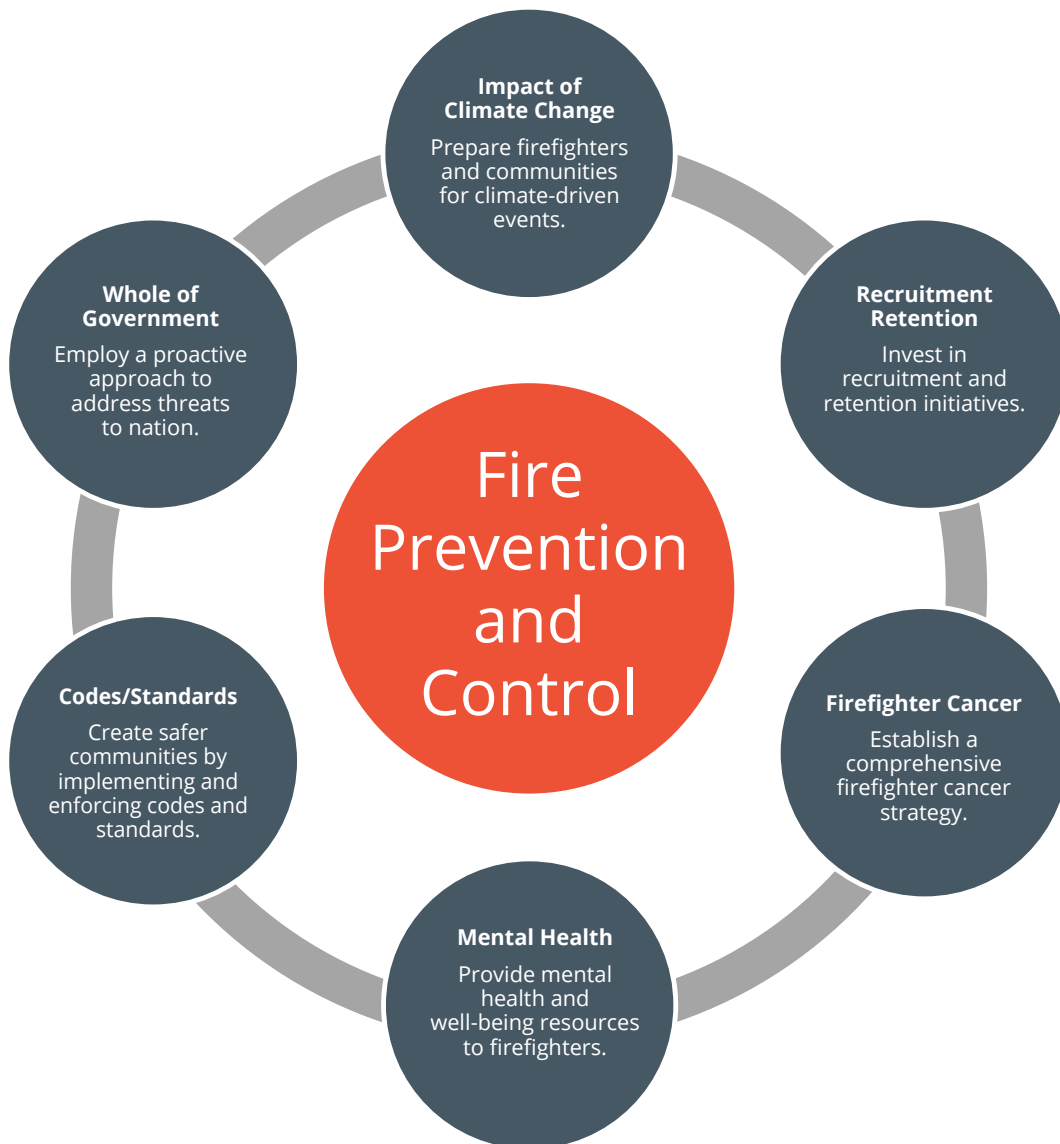 Impact of
Climate Change
Prepare firefighters
and communities
for climate-driven
events.
Recruitment
Retention
Invest in
recruitment and
retention initiatives.
Firefighter Cancer
Establish a
comprehensive
firefighter cancer
strategy.
Mental Health
Provide mental
health and
well-being resources
to firefighters.
Codes/Standards
Create safer
communities by
implementing and
enforcing codes and
standards.
Whole of
Government
Employ a proactive
approach to
address threats
to nation.
Fire
Prevention
and
Control